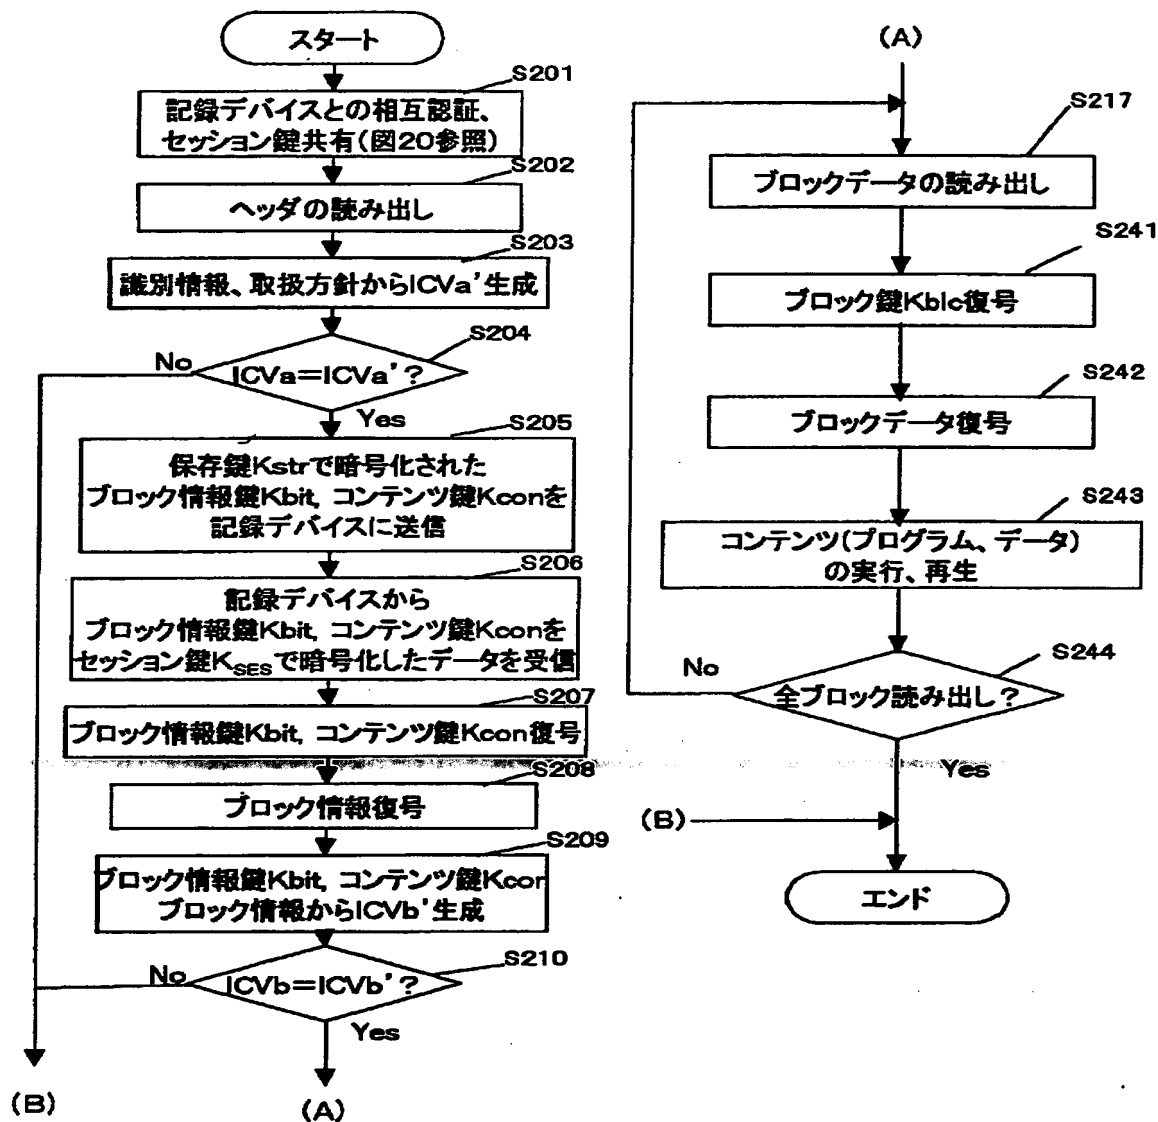 スタート
S201
記録デバイスとの相互認証、
セッション鍵共有(図20参照)
S202
ヘッダの読み出し
S203
識別情報、取扱方針からICVa'生成
S204
No
ICVa=ICVa'?
Yes
S205
保存鍵Kstrで暗号化された
ブロック情報鍵Kbit, コンテンツ鍵Kconを
記録デバイスに送信
S206
記録デバイスから
ブロック情報鍵Kbit, コンテンツ鍵Kconを
セッション鍵KSESで暗号化したデータを受信
S207
ブロック情報鍵Kbit, コンテンツ鍵Kcon復号
S208
ブロック情報復号
S209
ブロック情報鍵Kbit, コンテンツ鍵Kcon
ブロック情報からICVb'生成
S210
No
ICVb=ICVb'?
Yes
(B)
(A)
(A)
S217
ブロックデータの読み出し
S241
ブロック鍵Kblc復号
S242
ブロックデータ復号
S243
コンテンツ(プログラム、データ)
の実行、再生
S244
No
全ブロック読み出し?
Yes
(B)
エンド